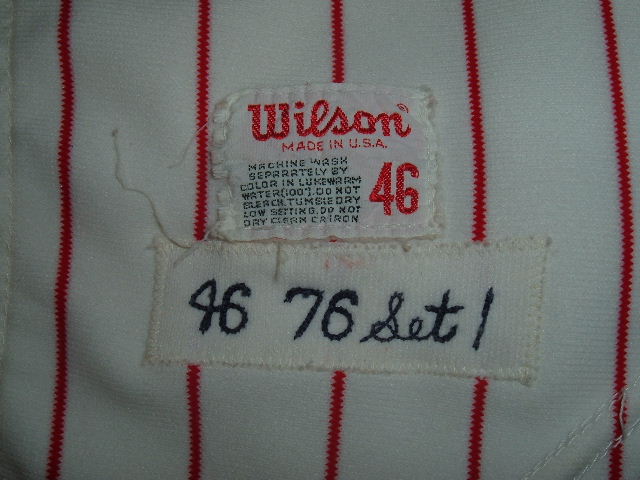 Wilson
MADE IN U.S.A.
MACHINE WASH
SEPARATELY BY
COLOR IN LUKEWARM
WATER(100°). DO NOT
BLEACH. TUMBLE DRY
LOW SETTING. DO NOT
DRY CLEAN OR IRON
46
46 76 Set 1